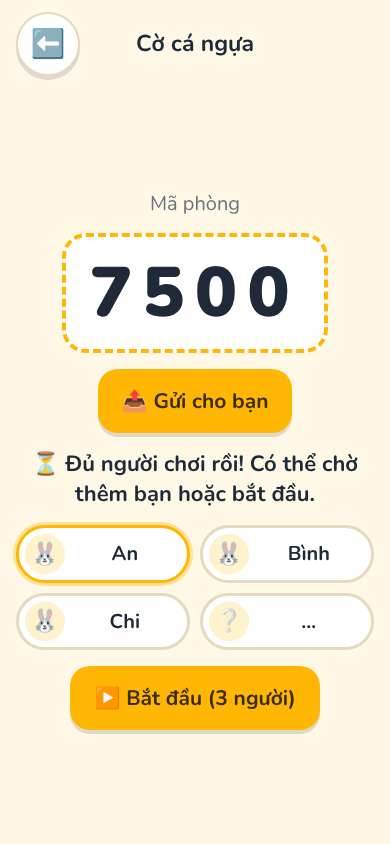 Cờ cá ngựa
Mã phòng
7500
Gửi cho bạn
Đủ người chơi rồi! Có thể chờ
thêm bạn hoặc bắt đầu.
An
Bình
Chi
...
Bắt đầu (3 người)